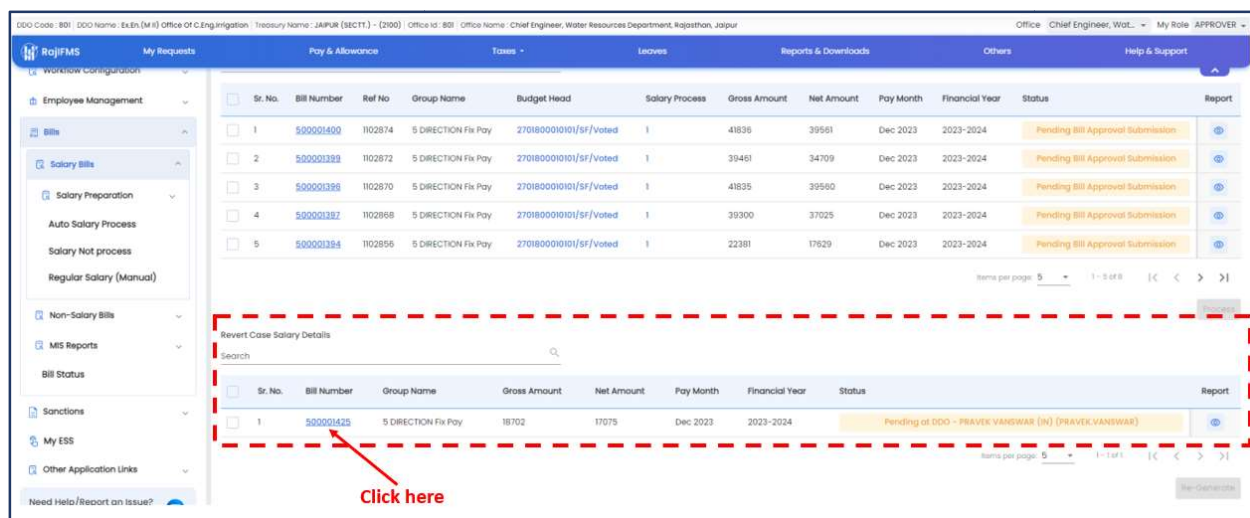 DDO Code : 801 DDO Name : Ex.En.(M II) Office Of C.Eng.Irrigation Treasury Name : JAIPUR (SECTT.) - (2100) Office Id : 801 Office Name : Chief Engineer, Water Resources Department, Rajasthan, Jaipur Office Chief Engineer, Wat... My Role APPROVER
RajIFMS My Requests Pay & Allowance Taxes Leaves Reports & Downloads Others Help & Support
Workflow Configuration
Employee Management
Bills
Salary Bills
Salary Preparation
Auto Salary Process
Salary Not process
Regular Salary (Manual)
Non-Salary Bills
MIS Reports
Bill Status
Sanctions
My ESS
Other Application Links
Need Help/Report an Issue?
Sr. No. Bill Number Ref No Group Name Budget Head Salary Process Gross Amount Net Amount Pay Month Financial Year Status Report
1 500001400 1102874 5 DIRECTION Fix Pay 2701800010101/SF/Voted 1 41836 39561 Dec 2023 2023-2024 Pending Bill Approval Submission
2 500001399 1102872 5 DIRECTION Fix Pay 2701800010101/SF/Voted 1 39461 34709 Dec 2023 2023-2024 Pending Bill Approval Submission
3 500001398 1102870 5 DIRECTION Fix Pay 2701800010101/SF/Voted 1 41835 39560 Dec 2023 2023-2024 Pending Bill Approval Submission
4 500001397 1102868 5 DIRECTION Fix Pay 2701800010101/SF/Voted 1 39300 37025 Dec 2023 2023-2024 Pending Bill Approval Submission
5 500001394 1102856 5 DIRECTION Fix Pay 2701800010101/SF/Voted 1 22381 17629 Dec 2023 2023-2024 Pending Bill Approval Submission
Items per page: 5 1 - 5 of 8
Process
Revert Case Salary Details
Search
Sr. No. Bill Number Group Name Gross Amount Net Amount Pay Month Financial Year Status Report
1 500001425 5 DIRECTION Fix Pay 18702 17075 Dec 2023 2023-2024 Pending at DDO - PRAVEK VANSWAR (IN) (PRAVEK.VANSWAR)
Items per page: 5 1 - 1 of 1
Re-Generate
Click here